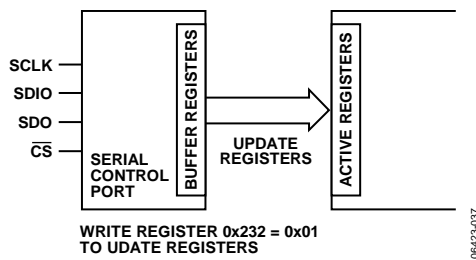 SCLK
SDIO
SDO
CS
SERIAL
CONTROL
PORT
BUFFER REGISTERS
UPDATE
REGISTERS
ACTIVE REGISTERS
WRITE REGISTER 0x232 = 0x01
TO UDATE REGISTERS
06423-037